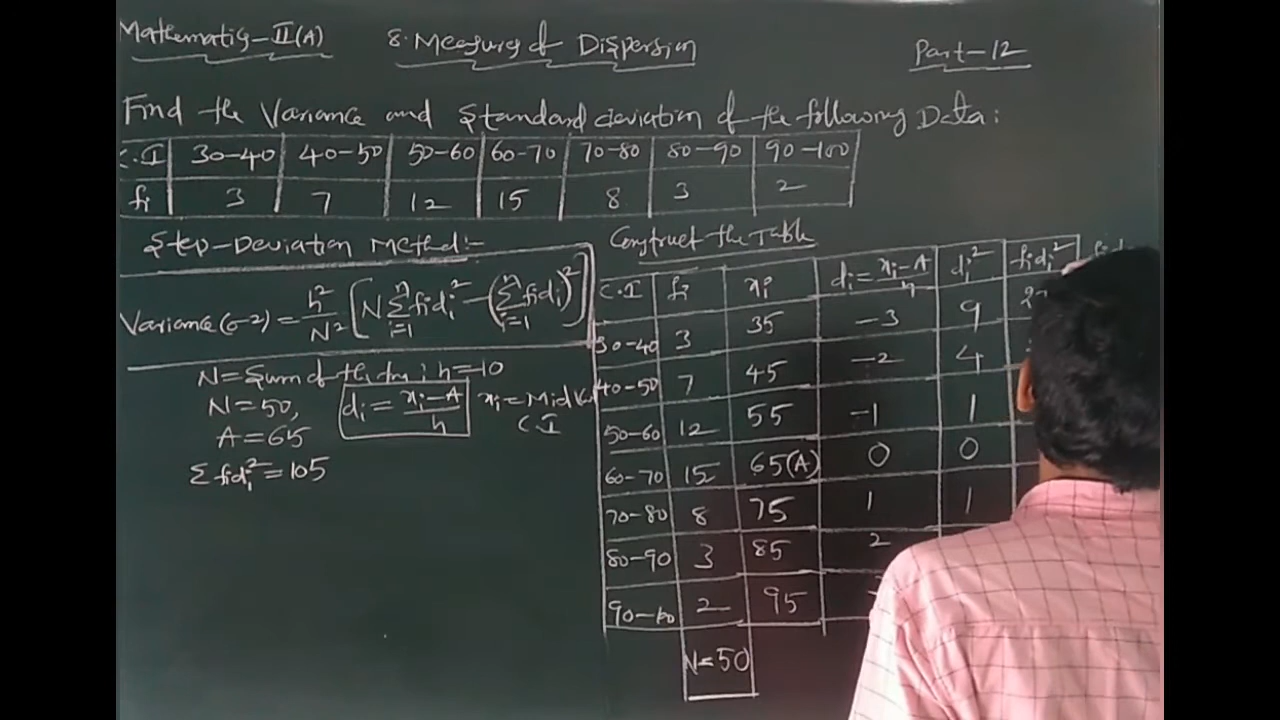 Mathematics-II(A) 8. Measures of Dispersion Part-12
Find the Variance and Standard deviation of the following Data:
C.I 30-40 40-50 50-60 60-70 70-80 80-90 90-100
fi 3 7 12 15 8 3 2
Step-Deviation Method:-
Variance(σ2) = h²/N² [N Σ(i=1 to n) fidi² - (Σ(i=1 to n) fidi)²]
N = Sum of the ; h=10
N = 50,
A = 65
di = (xi-A)/h xi = Mid
C.I
Σfidi² = 105
Construct the Table
C.I fi xi di = (xi-A)/h di² fidi²
30-40 3 35 -3 9
40-50 7 45 -2 4
50-60 12 55 -1 1
60-70 15 65(A) 0 0
70-80 8 75 1 1
80-90 3 85 2
90-100 2 95
N=50